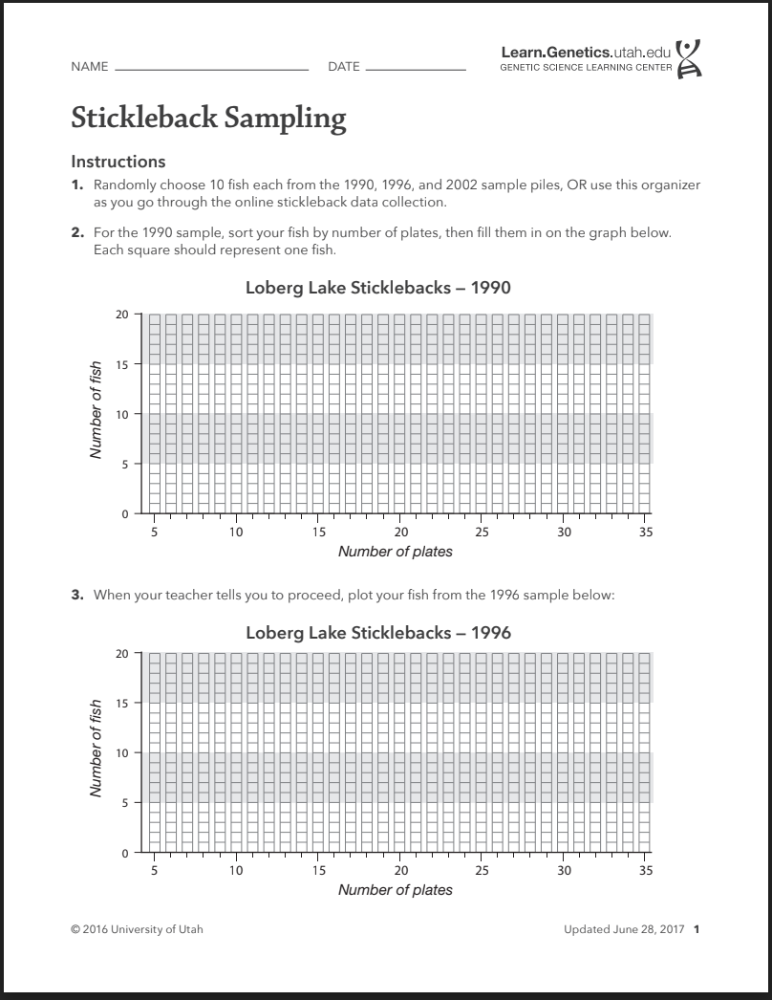 NAME
DATE
Learn.Genetics.utah.edu
GENETIC SCIENCE LEARNING CENTER
Stickleback Sampling
Instructions
1. Randomly choose 10 fish each from the 1990, 1996, and 2002 sample piles, OR use this organizer
as you go through the online stickleback data collection.
2. For the 1990 sample, sort your fish by number of plates, then fill them in on the graph below.
Each square should represent one fish.
Loberg Lake Sticklebacks – 1990
Number of fish
20
15
10
5
0
5 10 15 20 25 30 35
Number of plates
3. When your teacher tells you to proceed, plot your fish from the 1996 sample below:
Loberg Lake Sticklebacks – 1996
Number of fish
20
15
10
5
0
5 10 15 20 25 30 35
Number of plates
© 2016 University of Utah
Updated June 28, 2017 1